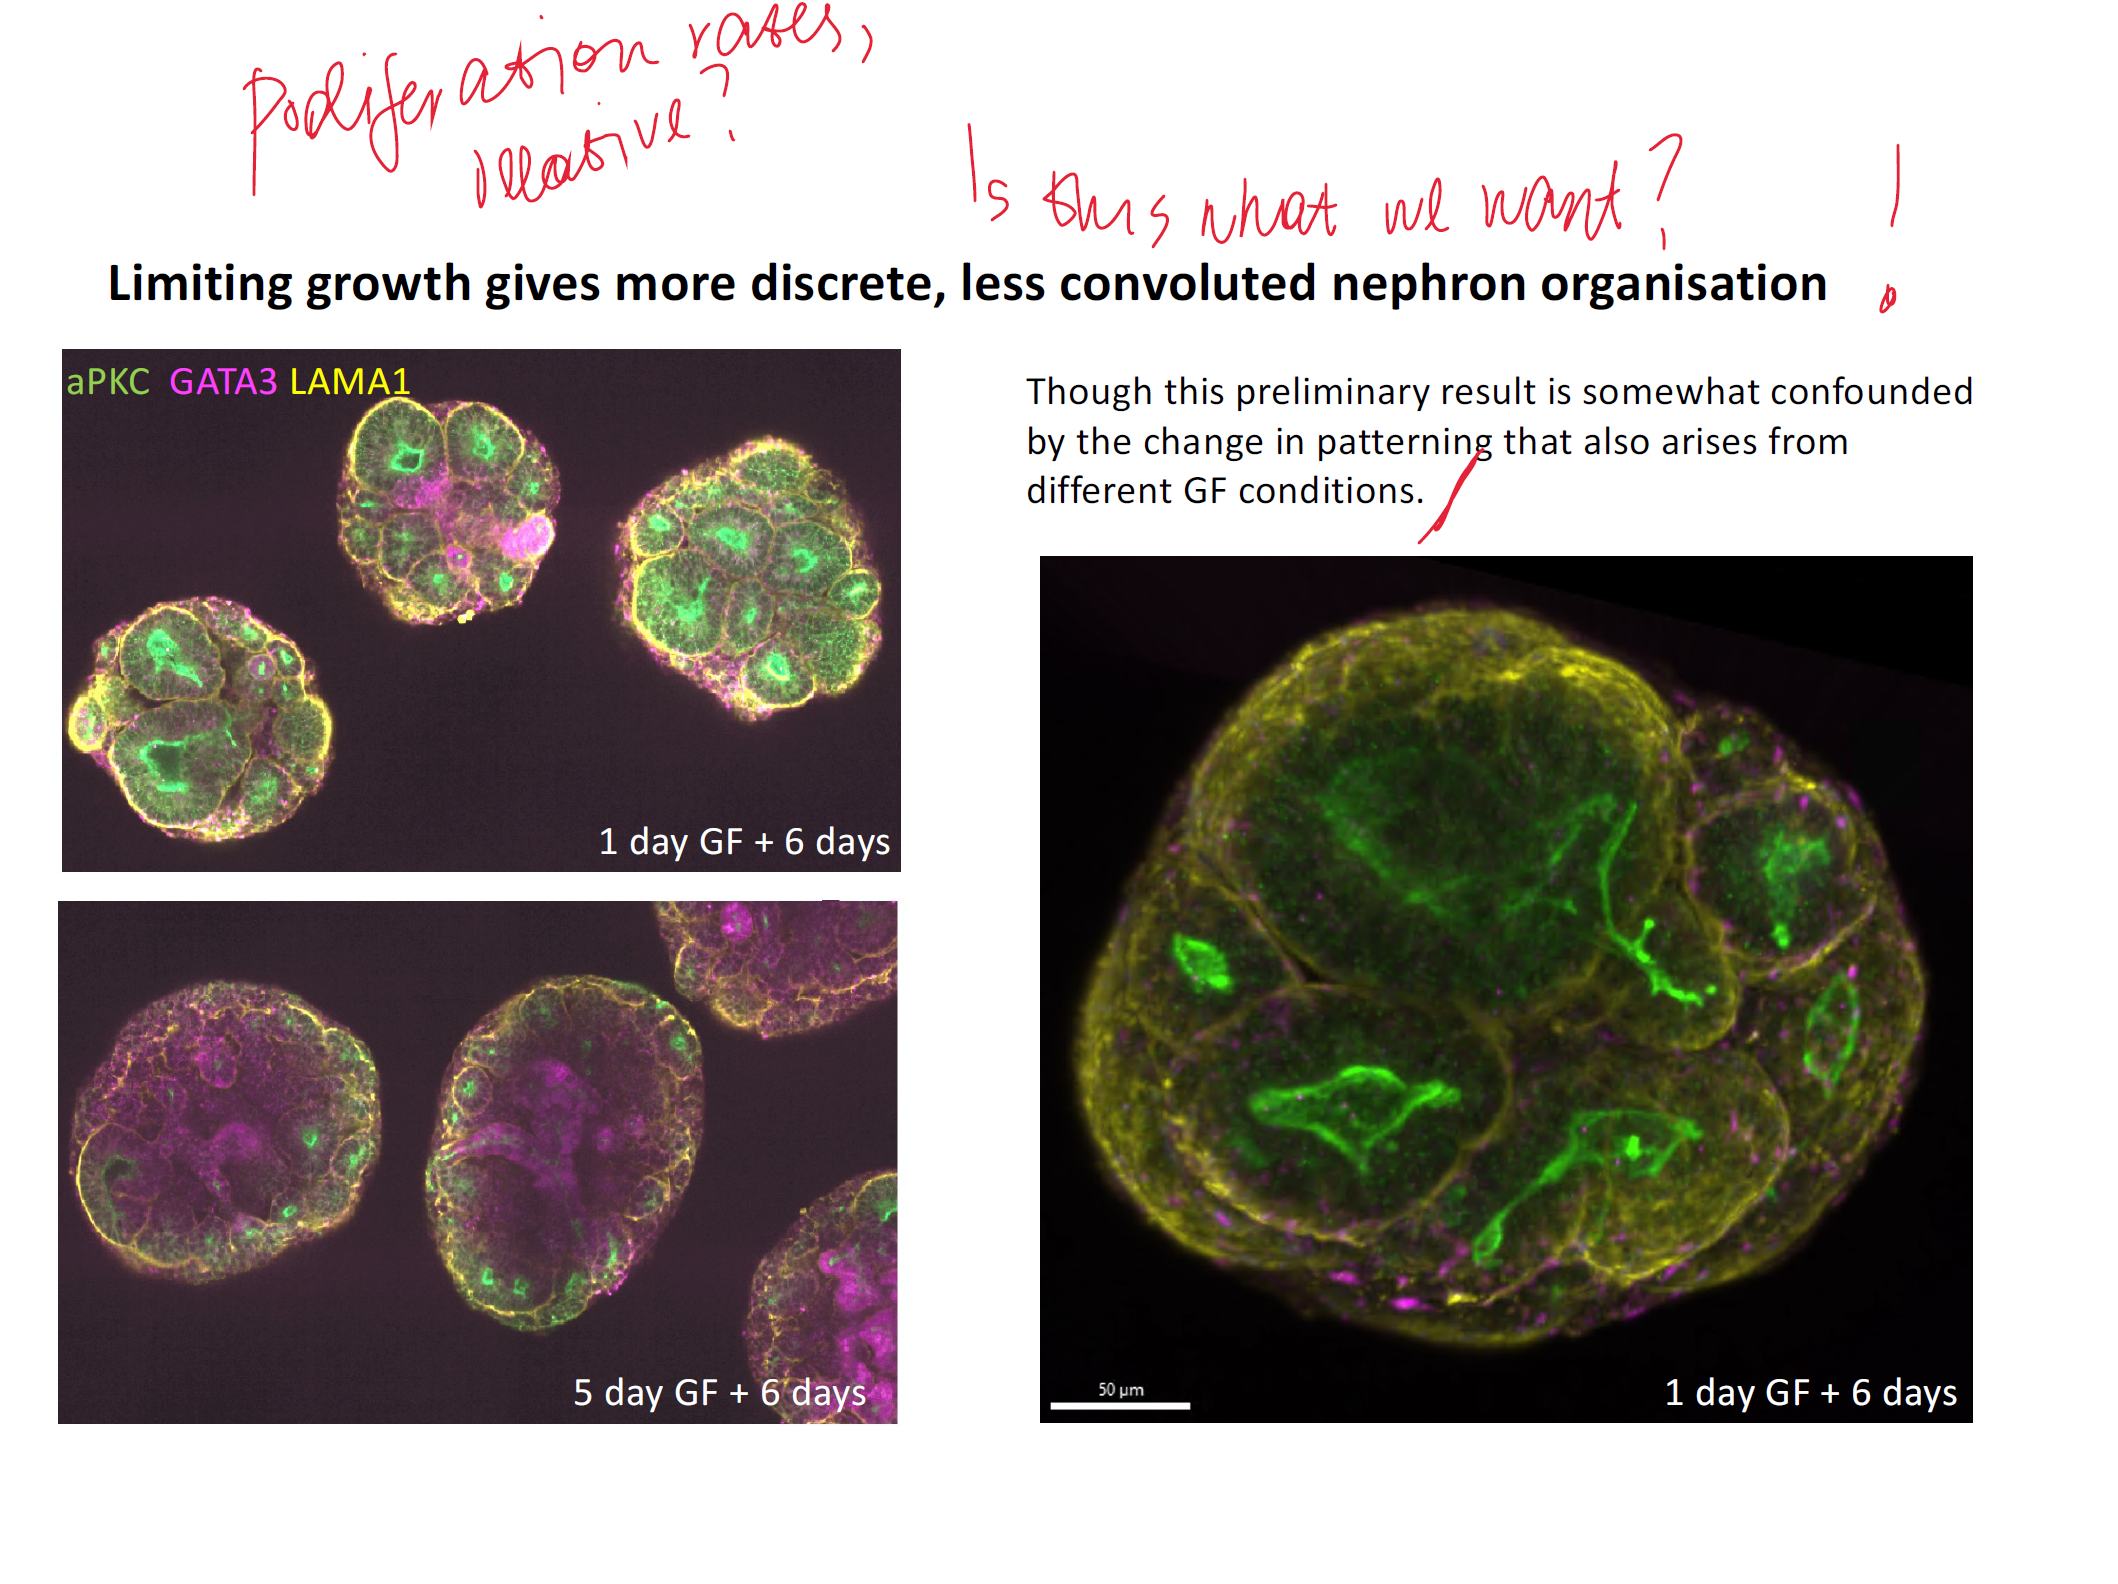 Proliferation rates,
relative?
Is this what we want? !
Limiting growth gives more discrete, less convoluted nephron organisation
aPKC GATA3 LAMA1
1 day GF + 6 days
5 day GF + 6 days
Though this preliminary result is somewhat confounded
by the change in patterning that also arises from
different GF conditions.
50 µm
1 day GF + 6 days